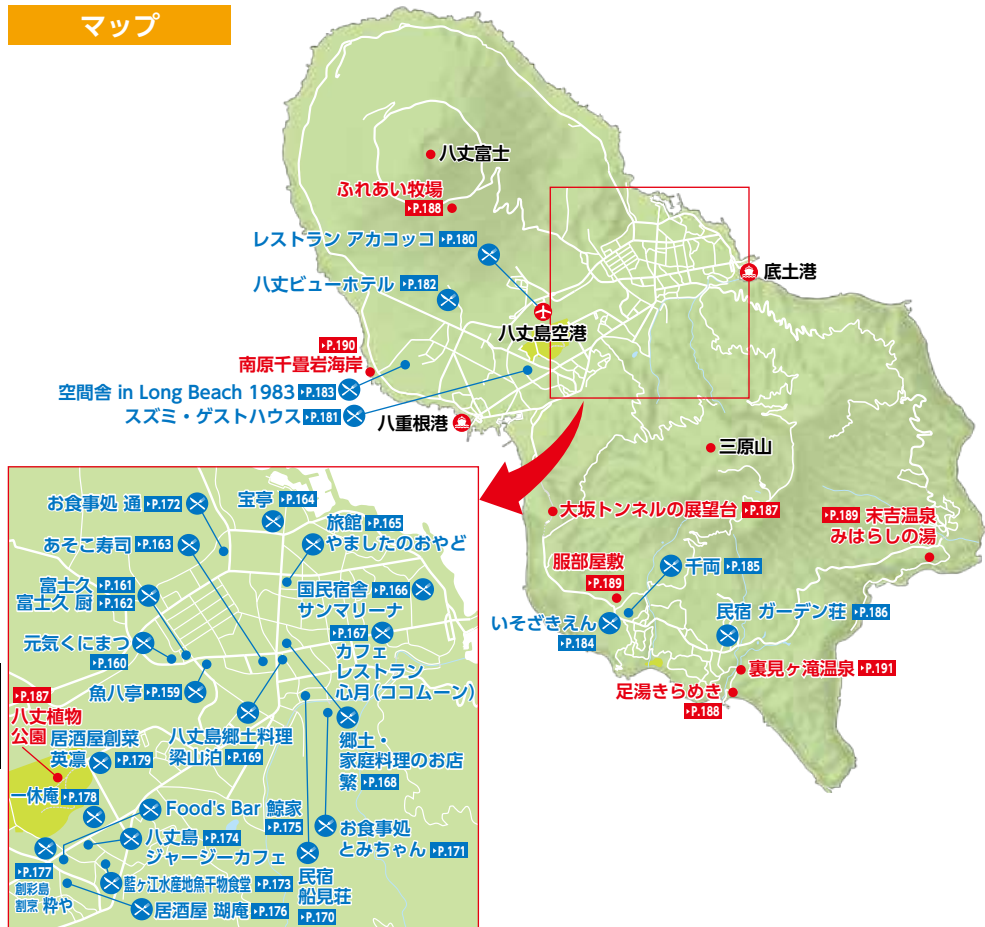 マップ
八丈富士
ふれあい牧場
▸P.188
レストラン アカコッコ ▸P.180
八丈ビューホテル ▸P.182
底土港
八丈島空港
▸P.190
南原千畳岩海岸
空間舎 in Long Beach 1983 ▸P.183
スズミ・ゲストハウス ▸P.181
八重根港
三原山
大坂トンネルの展望台 ▸P.187
▸P.189 末吉温泉
みはらしの湯
服部屋敷
▸P.189
千両 ▸P.185
いそざきえん
▸P.184
民宿 ガーデン荘 ▸P.186
裏見ヶ滝温泉 ▸P.191
足湯きらめき
▸P.188
お食事処 通 ▸P.172
宝亭 ▸P.164
旅館 ▸P.165
やましたのおやど
あそこ寿司 ▸P.163
富士久 ▸P.161
富士久 厨 ▸P.162
国民宿舎 ▸P.166
サンマリーナ
元気くにまつ
▸P.160
▸P.167
カフェ
レストラン
心月(ココムーン)
魚八亭 ▸P.159
▸P.187
八丈植物
公園
居酒屋創菜
英凛 ▸P.179
八丈島郷土料理
梁山泊 ▸P.169
郷土・
家庭料理のお店
繁 ▸P.168
一休庵 ▸P.178
Food's Bar 鯨家
▸P.175
お食事処
とみちゃん ▸P.171
八丈島 ▸P.174
ジャージーカフェ
▸P.177
創彩島
割烹 粋や
藍ヶ江水産地魚干物食堂 ▸P.173
民宿
船見荘
▸P.170
居酒屋 瑚庵 ▸P.176